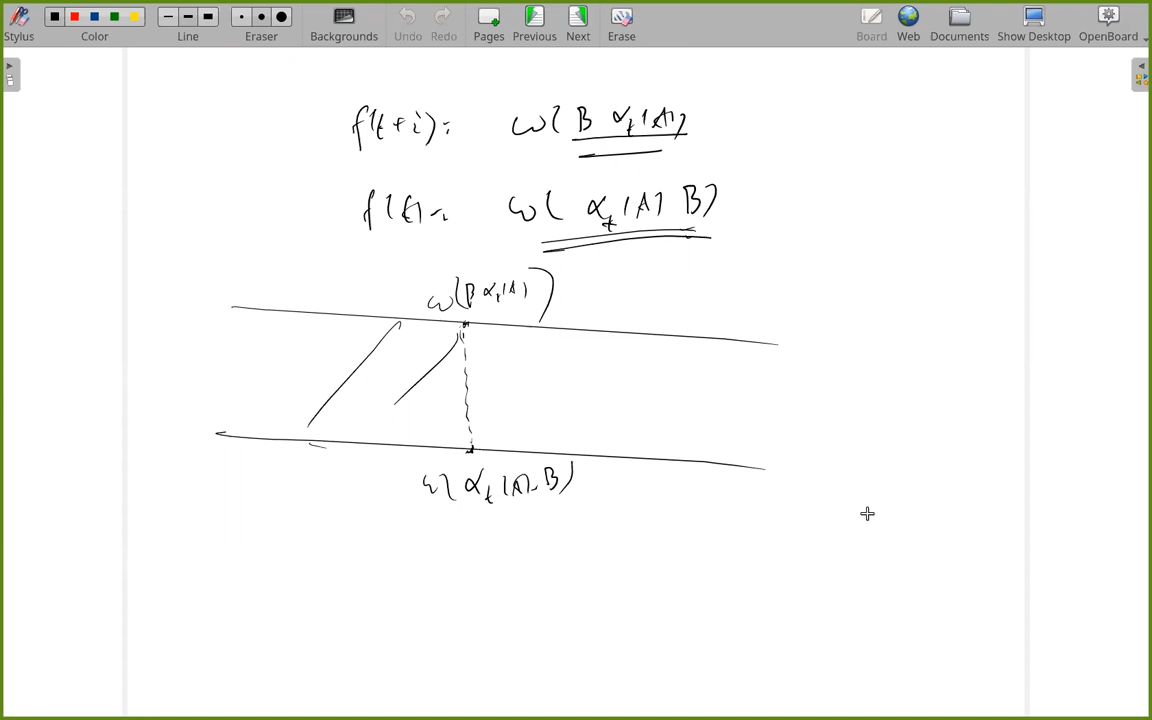 Stylus Color Line Eraser Backgrounds Undo Redo Pages Previous Next Erase Board Web Documents Show Desktop OpenBoard
f(t+i) = ω( B α_t(A))
f(t) = ω( α_t(A) B)
ω(B α_t(A))
ω( α_t(A) B)